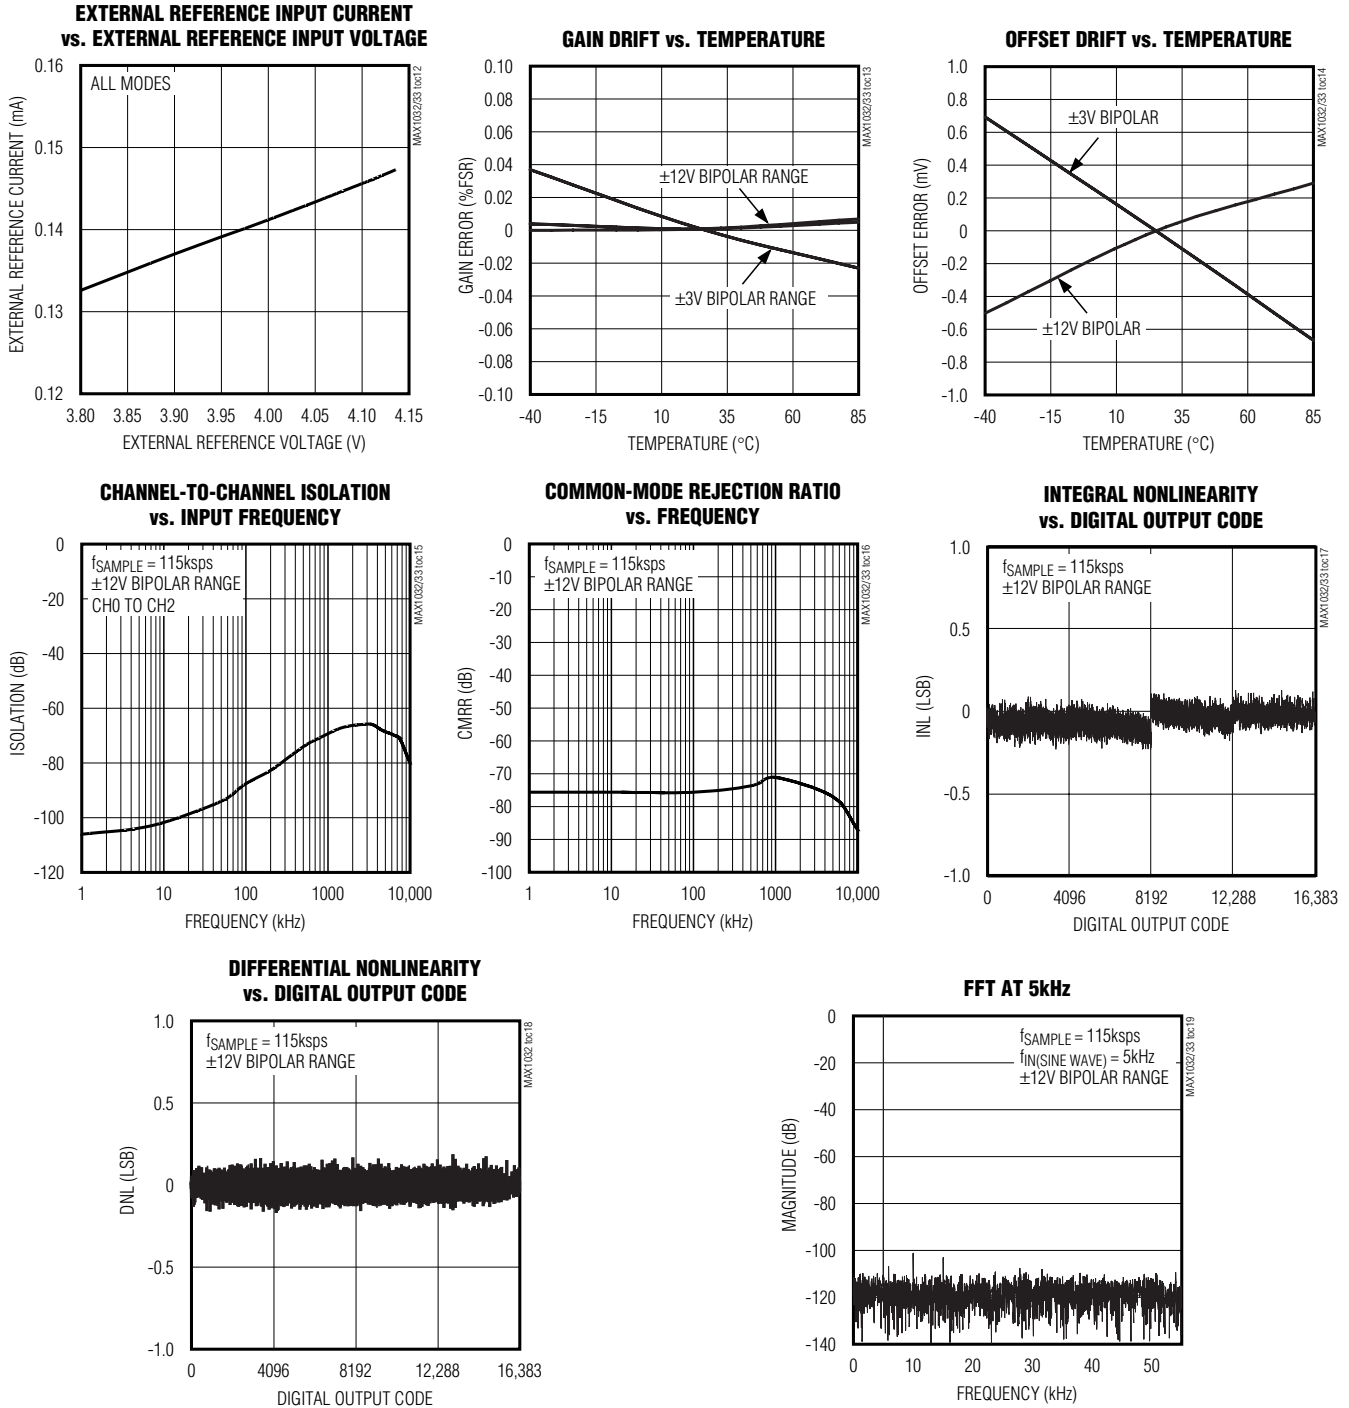 EXTERNAL REFERENCE INPUT CURRENT
vs. EXTERNAL REFERENCE INPUT VOLTAGE
MAX1032/33 toc12
ALL MODES
EXTERNAL REFERENCE CURRENT (mA)
0.16
0.15
0.14
0.13
0.12
3.80 3.85 3.90 3.95 4.00 4.05 4.10 4.15
EXTERNAL REFERENCE VOLTAGE (V)
GAIN DRIFT vs. TEMPERATURE
MAX1032/33 toc13
GAIN ERROR (%FSR)
0.10
0.08
0.06
0.04
0.02
0
-0.02
-0.04
-0.06
-0.08
-0.10
±12V BIPOLAR RANGE
±3V BIPOLAR RANGE
-40 -15 10 35 60 85
TEMPERATURE (°C)
OFFSET DRIFT vs. TEMPERATURE
MAX1032/33 toc14
OFFSET ERROR (mV)
1.0
0.8
0.6
0.4
0.2
0
-0.2
-0.4
-0.6
-0.8
-1.0
±3V BIPOLAR
±12V BIPOLAR
-40 -15 10 35 60 85
TEMPERATURE (°C)
CHANNEL-TO-CHANNEL ISOLATION
vs. INPUT FREQUENCY
MAX1032/33 toc15
fSAMPLE = 115ksps
±12V BIPOLAR RANGE
CH0 TO CH2
ISOLATION (dB)
0
-20
-40
-60
-80
-100
-120
1 10 100 1000 10,000
FREQUENCY (kHz)
COMMON-MODE REJECTION RATIO
vs. FREQUENCY
MAX1032/33 toc16
fSAMPLE = 115ksps
±12V BIPOLAR RANGE
CMRR (dB)
0
-10
-20
-30
-40
-50
-60
-70
-80
-90
-100
1 10 100 1000 10,000
FREQUENCY (kHz)
INTEGRAL NONLINEARITY
vs. DIGITAL OUTPUT CODE
MAX1032/33 toc17
fSAMPLE = 115ksps
±12V BIPOLAR RANGE
INL (LSB)
1.0
0.5
0
-0.5
-1.0
0 4096 8192 12,288 16,383
DIGITAL OUTPUT CODE
DIFFERENTIAL NONLINEARITY
vs. DIGITAL OUTPUT CODE
MAX1032 toc18
fSAMPLE = 115ksps
±12V BIPOLAR RANGE
DNL (LSB)
1.0
0.5
0
-0.5
-1.0
0 4096 8192 12,288 16,383
DIGITAL OUTPUT CODE
FFT AT 5kHz
MAX1032/33 toc19
fSAMPLE = 115ksps
fIN(SINE WAVE) = 5kHz
±12V BIPOLAR RANGE
MAGNITUDE (dB)
0
-20
-40
-60
-80
-100
-120
-140
0 10 20 30 40 50
FREQUENCY (kHz)